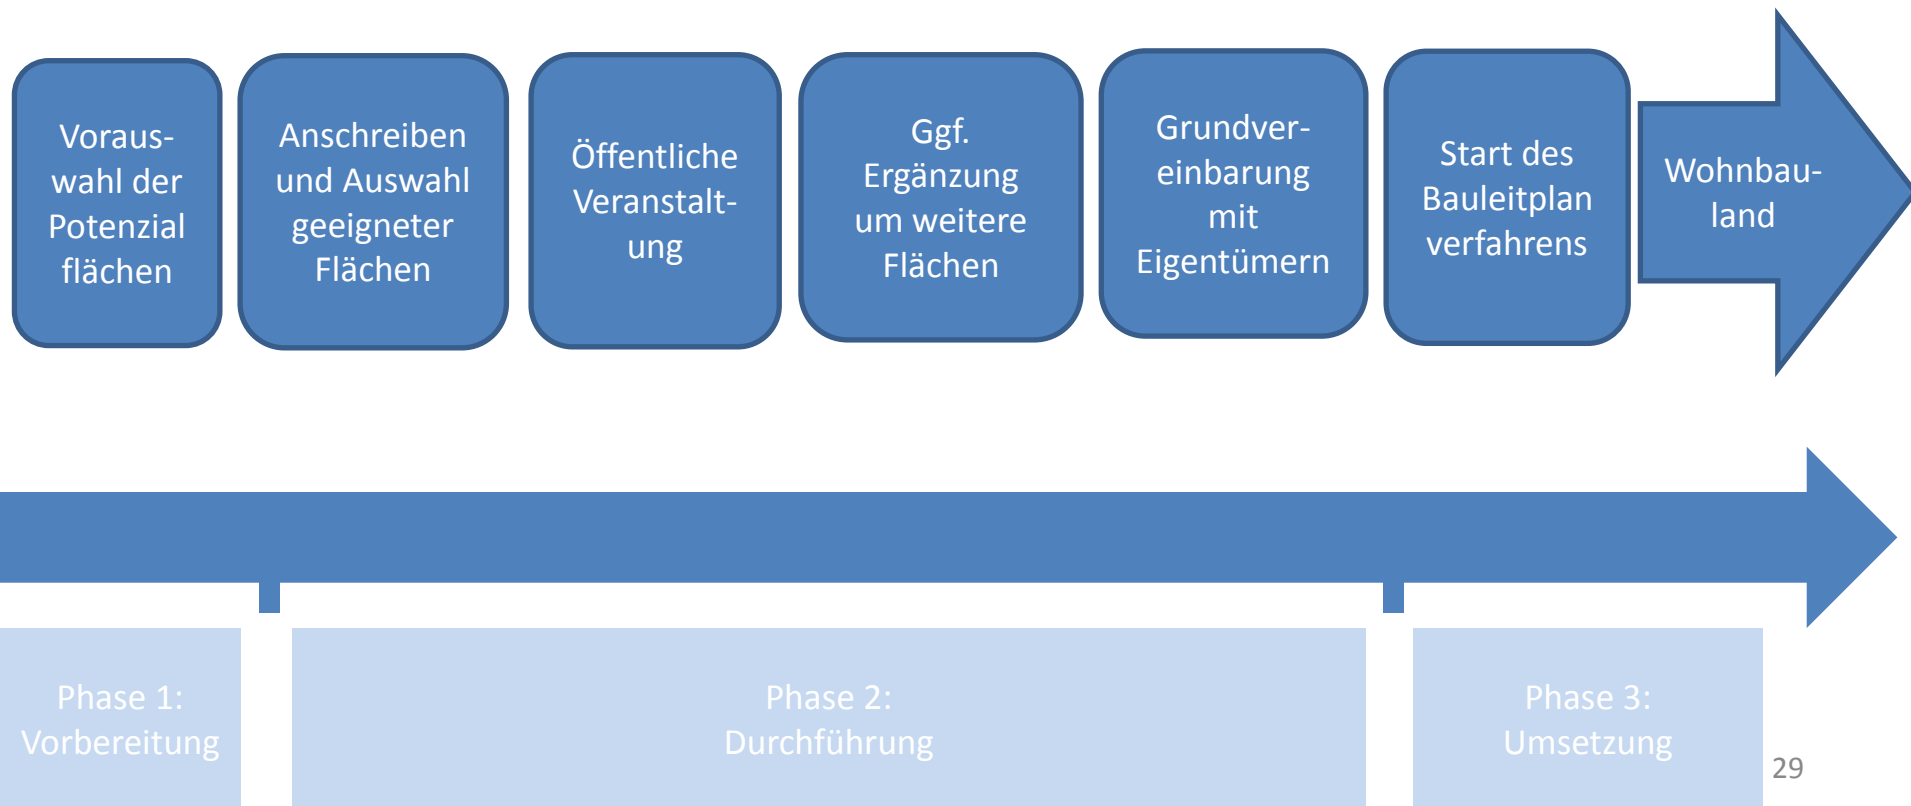 Voraus-
wahl der
Potenzial
flächen
Anschreiben
und Auswahl
geeigneter
Flächen
Öffentliche
Veranstalt-
ung
Ggf.
Ergänzung
um weitere
Flächen
Grundver-
einbarung
mit
Eigentümern
Start des
Bauleitplan
verfahrens
Wohnbau-
land
Phase 1:
Vorbereitung
Phase 2:
Durchführung
Phase 3:
Umsetzung
29